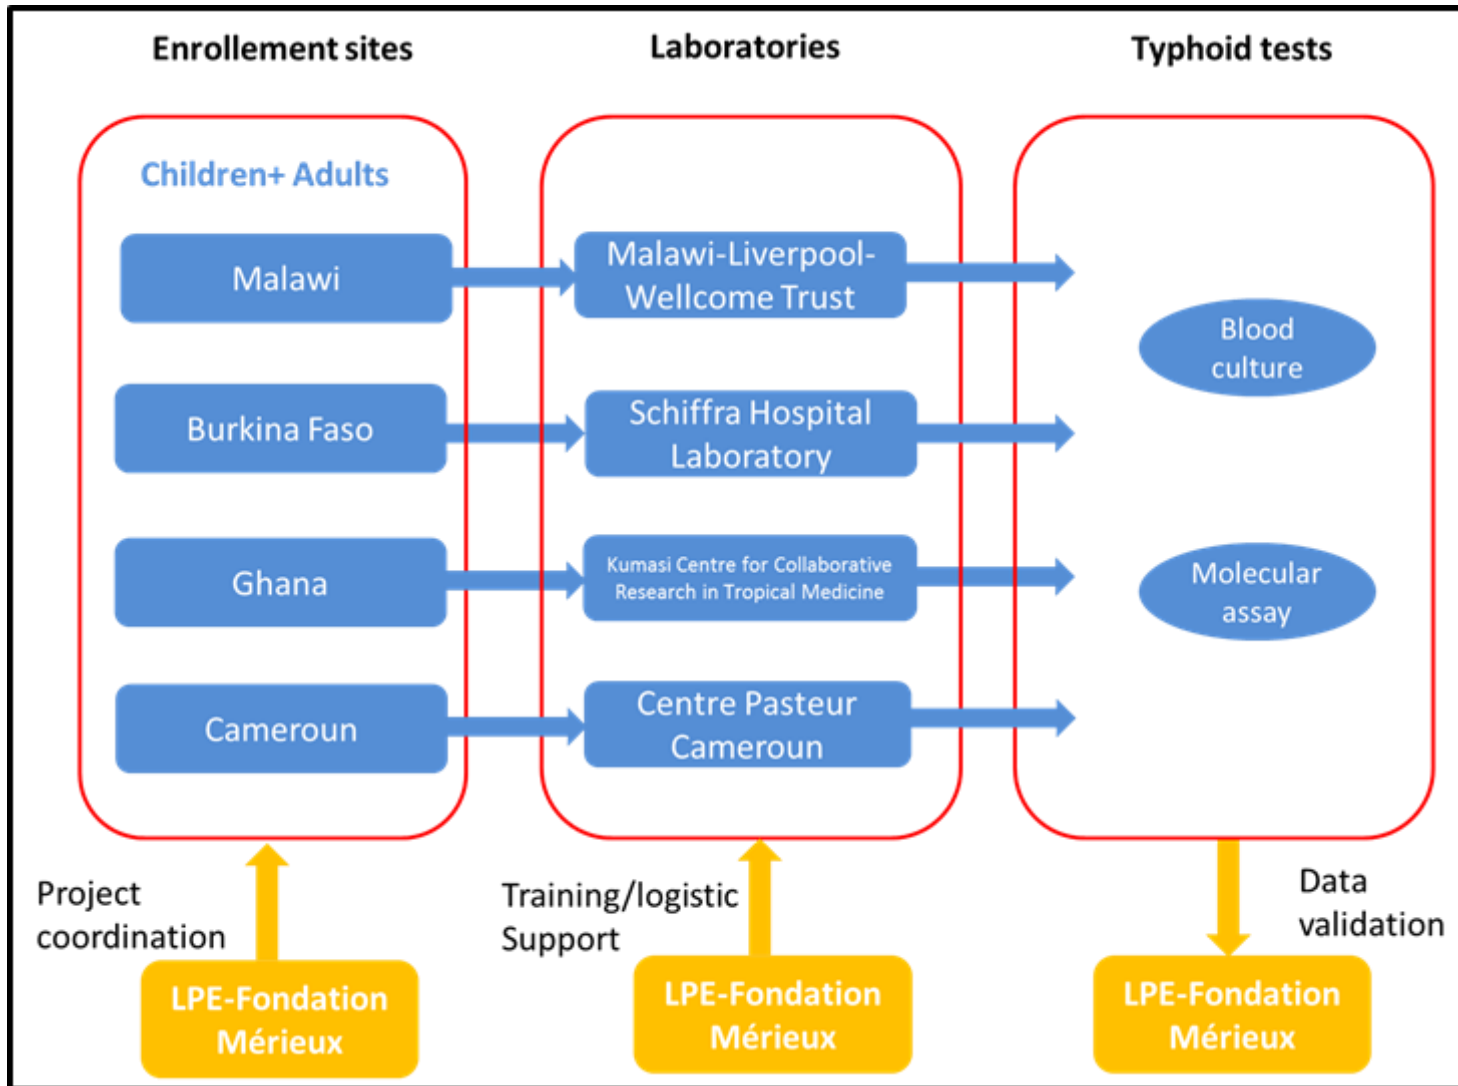 Enrollement sites
Laboratories
Typhoid tests
Children+ Adults
Malawi
Malawi-Liverpool-
Wellcome Trust
Blood
culture
Burkina Faso
Schiffra Hospital
Laboratory
Ghana
Kumasi Centre for Collaborative
Research in Tropical Medicine
Molecular
assay
Cameroun
Centre Pasteur
Cameroun
Project
coordination
Training/logistic
Support
Data
validation
LPE-Fondation
Mérieux
LPE-Fondation
Mérieux
LPE-Fondation
Mérieux